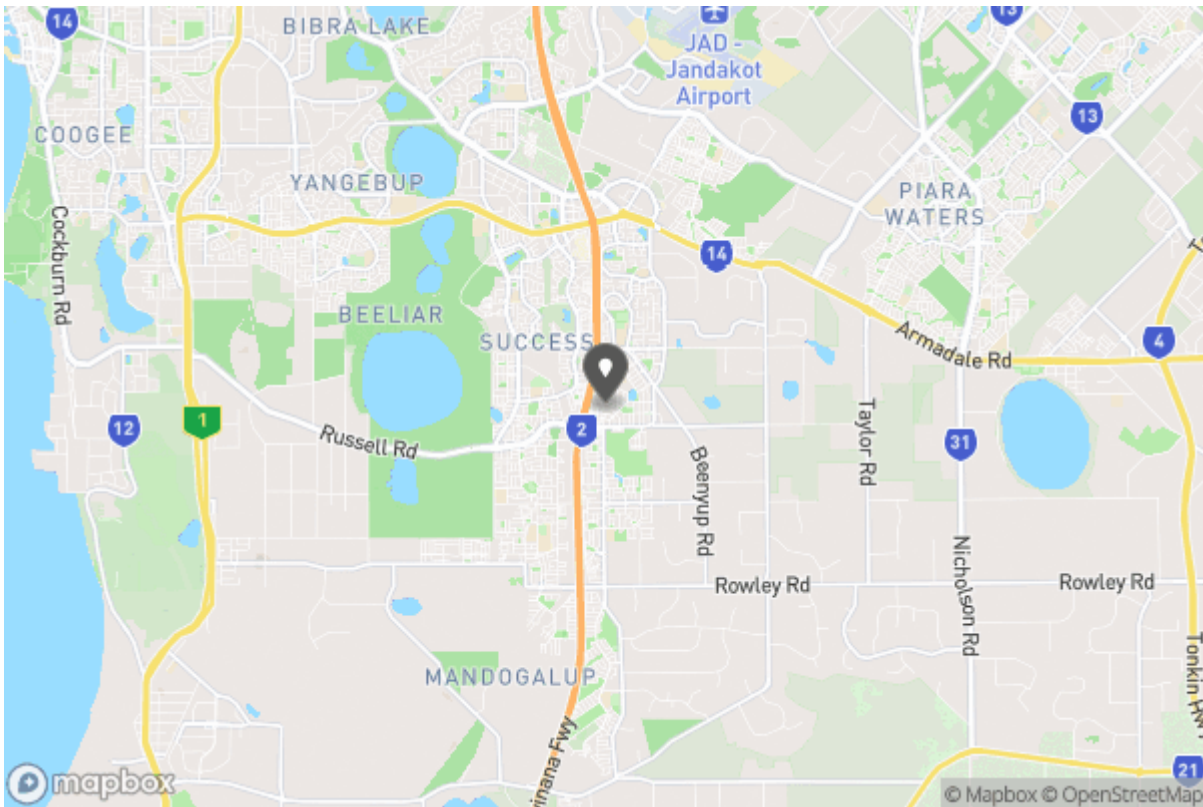 14
BIBRA LAKE
13
JAD -
Jandakot
Airport
13
COOGEE
YANGEBUP
PIARA
WATERS
Cockburn Rd
14
BEELIAR
SUCCESS
Armadale Rd
4
1
12
2
Russell Rd
Taylor Rd
31
Beenyup Rd
Nicholson Rd
Rowley Rd
Rowley Rd
MANDOGALUP
Tonkin Hwy
winana Fwy
21
mapbox
© Mapbox © OpenStreetMap